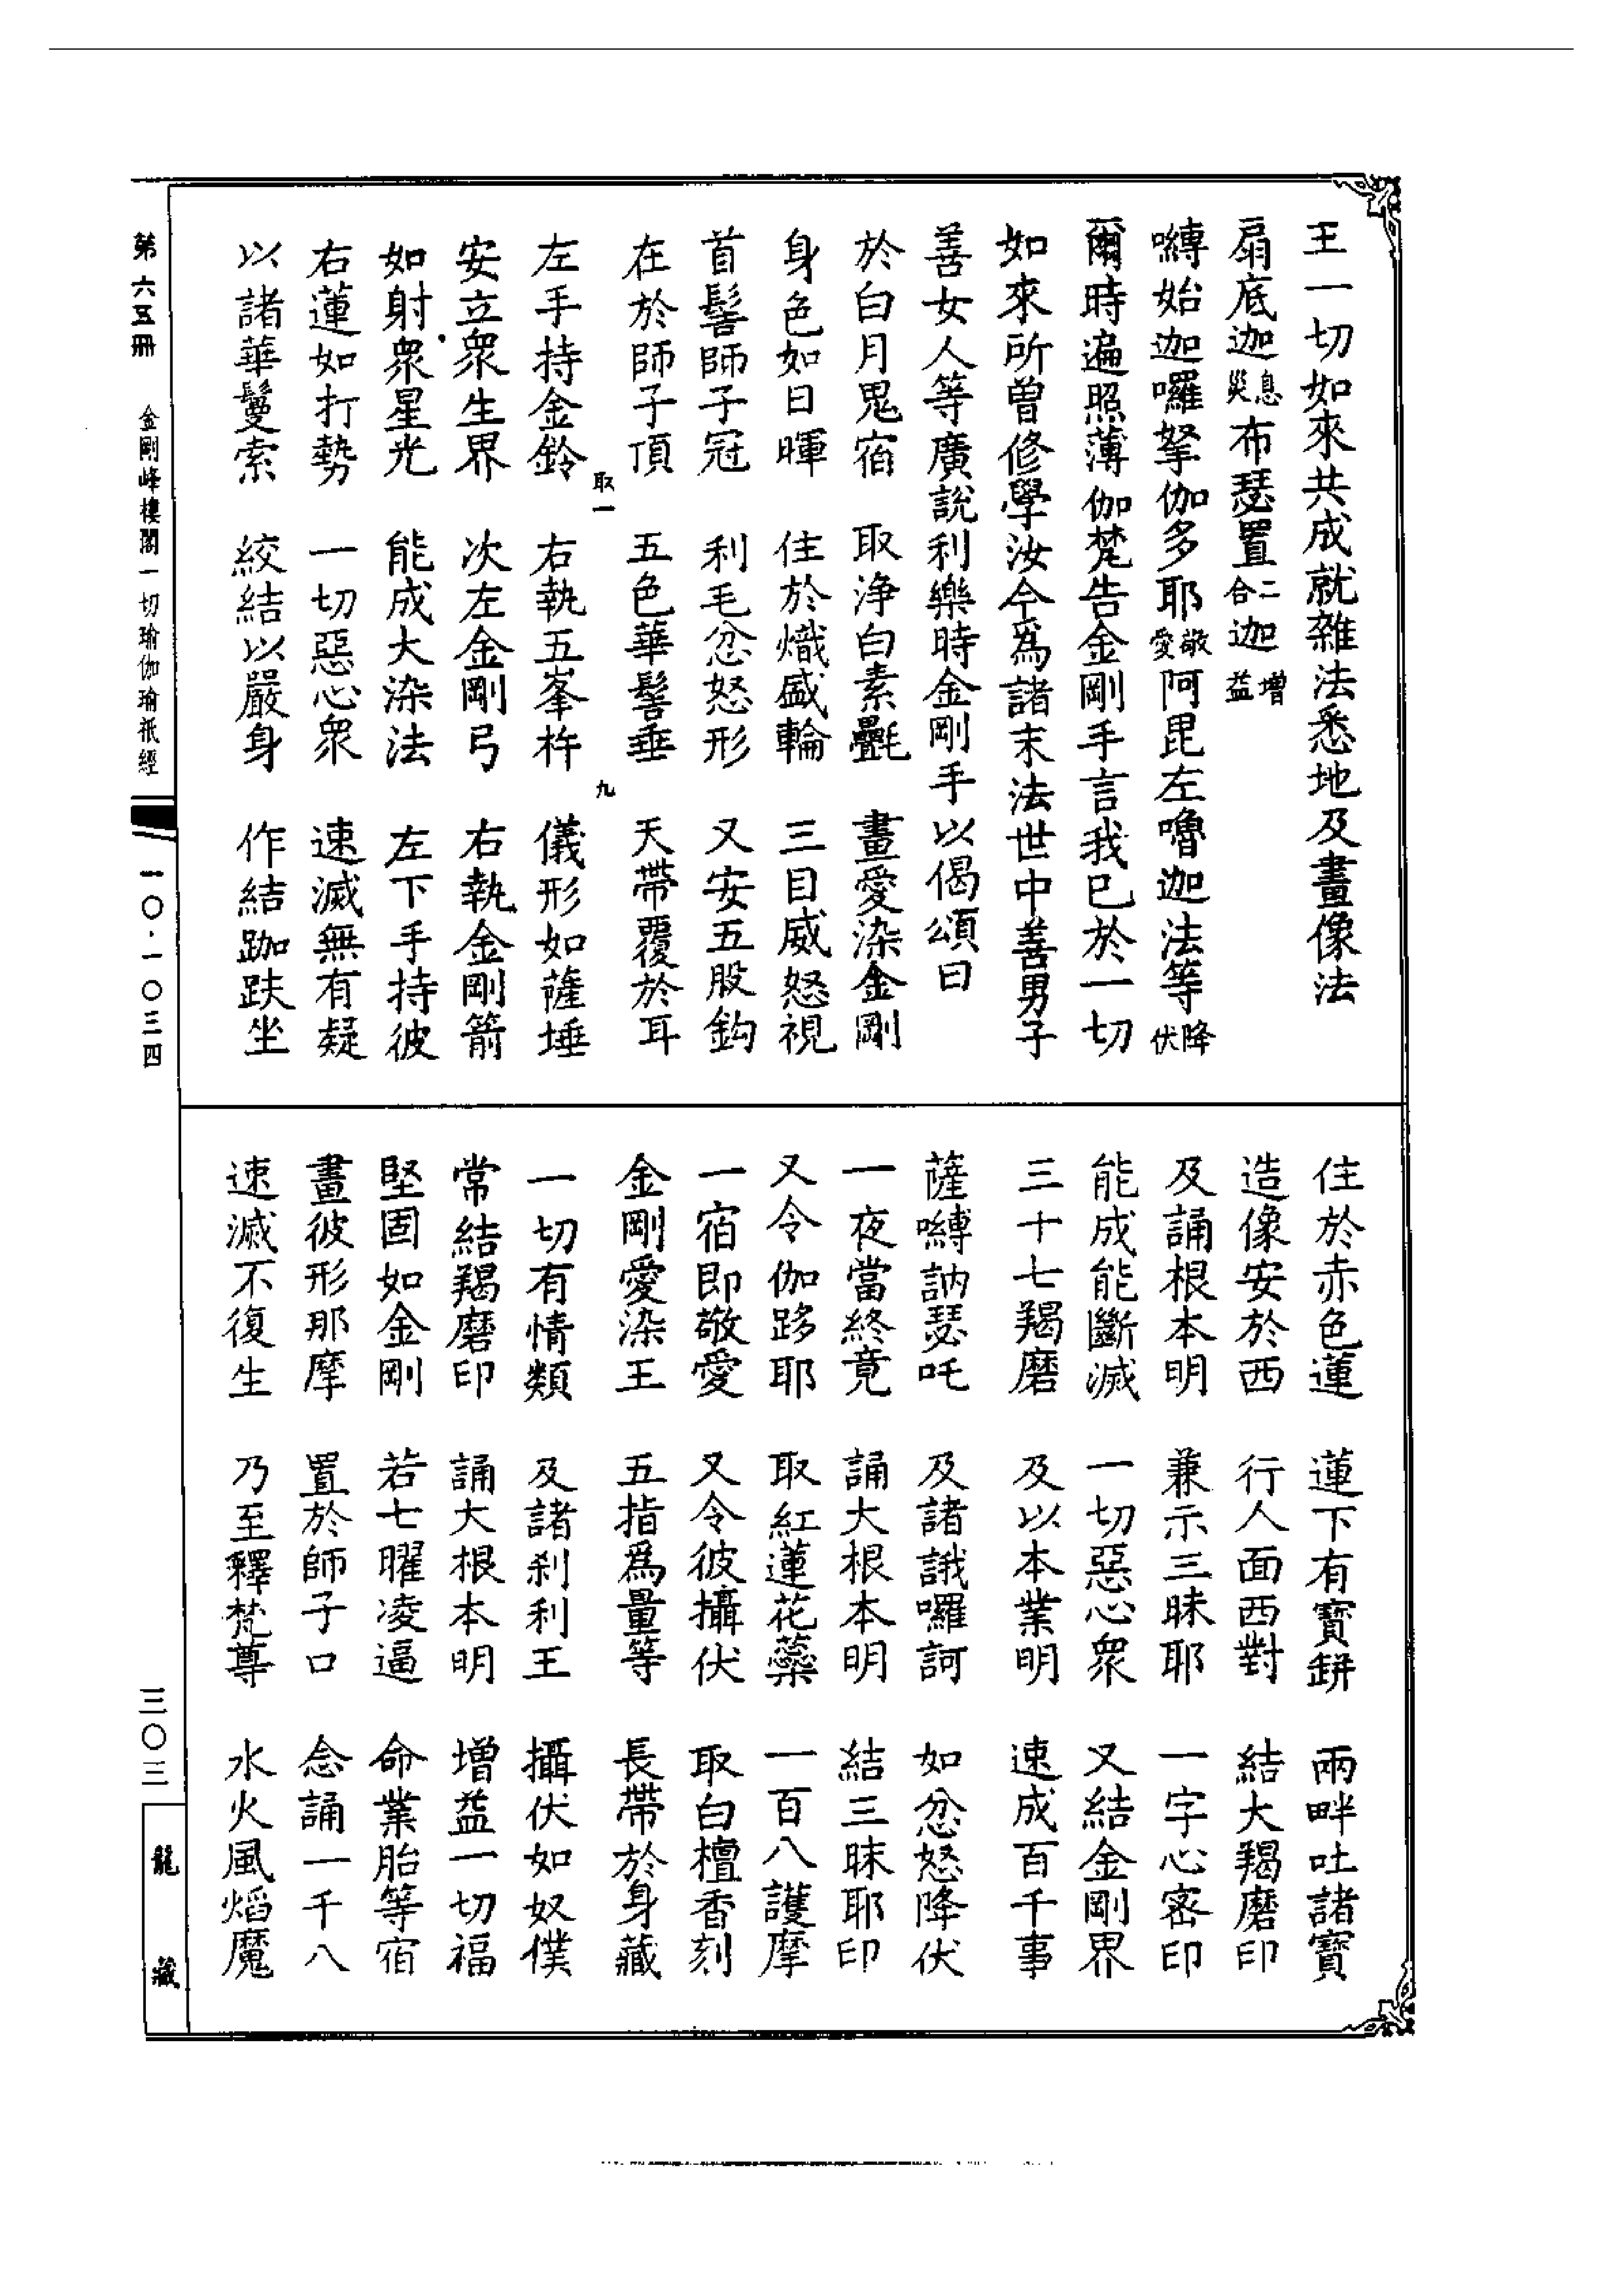 王一切如來共成就雜法悉地及畫像法
扇底迦息災布瑟置二合迦增益
嚩始迦囉拏伽多耶敬愛阿毘左嚕迦法等降伏
爾時遍照薄伽梵告金剛手言我已於一切
如來所曾修學汝今爲諸末法世中善男子
善女人等廣說利樂時金剛手以偈頌曰
於白月鬼宿　取淨白素㲲　畫愛染金剛
身色如日暉　住於熾盛輪　三目威怒視
首髻師子冠　利毛忿怒形　又安五股鈎
在於師子頂　五色華髻垂　天帶覆於耳
取一　九
左手持金鈴　右執五峯杵　儀形如薩埵
安立眾生界　次左金剛弓　右執金剛箭
如射眾星光　能成大染法　左下手持彼
右蓮如打勢　一切惡心眾　速滅無有疑
以諸華鬘索　絞結以嚴身　作結跏趺坐
住於赤色蓮　蓮下有寶缾　兩畔吐諸寶
造像安於西　行人面西對　結大羯磨印
及誦根本明　兼示三昧耶　一字心密印
能成能斷滅　一切惡心眾　又結金剛界
三十七羯磨　及以本業明　速成百千事
薩嚩訥瑟吒　及諸誐囉訶　如忿怒降伏
一夜當終竟　誦大根本明　結三昧耶印
又令伽跢耶　取紅蓮花蘂　一百八護摩
一宿即敬愛　又令彼攝伏　取白檀香刻
金剛愛染王　五指爲量等　長帶於身藏
一切有情類　及諸刹利王　攝伏如奴僕
常結羯磨印　誦大根本明　增益一切福
堅固如金剛　若七曜凌逼　命業胎等宿
畫彼形那摩　置於師子口　念誦一千八
速滅不復生　乃至釋梵尊　水火風焰魔
第六五冊　金剛峰樓閣一切瑜伽瑜祇經　一〇·一〇三四　三〇三
龍藏